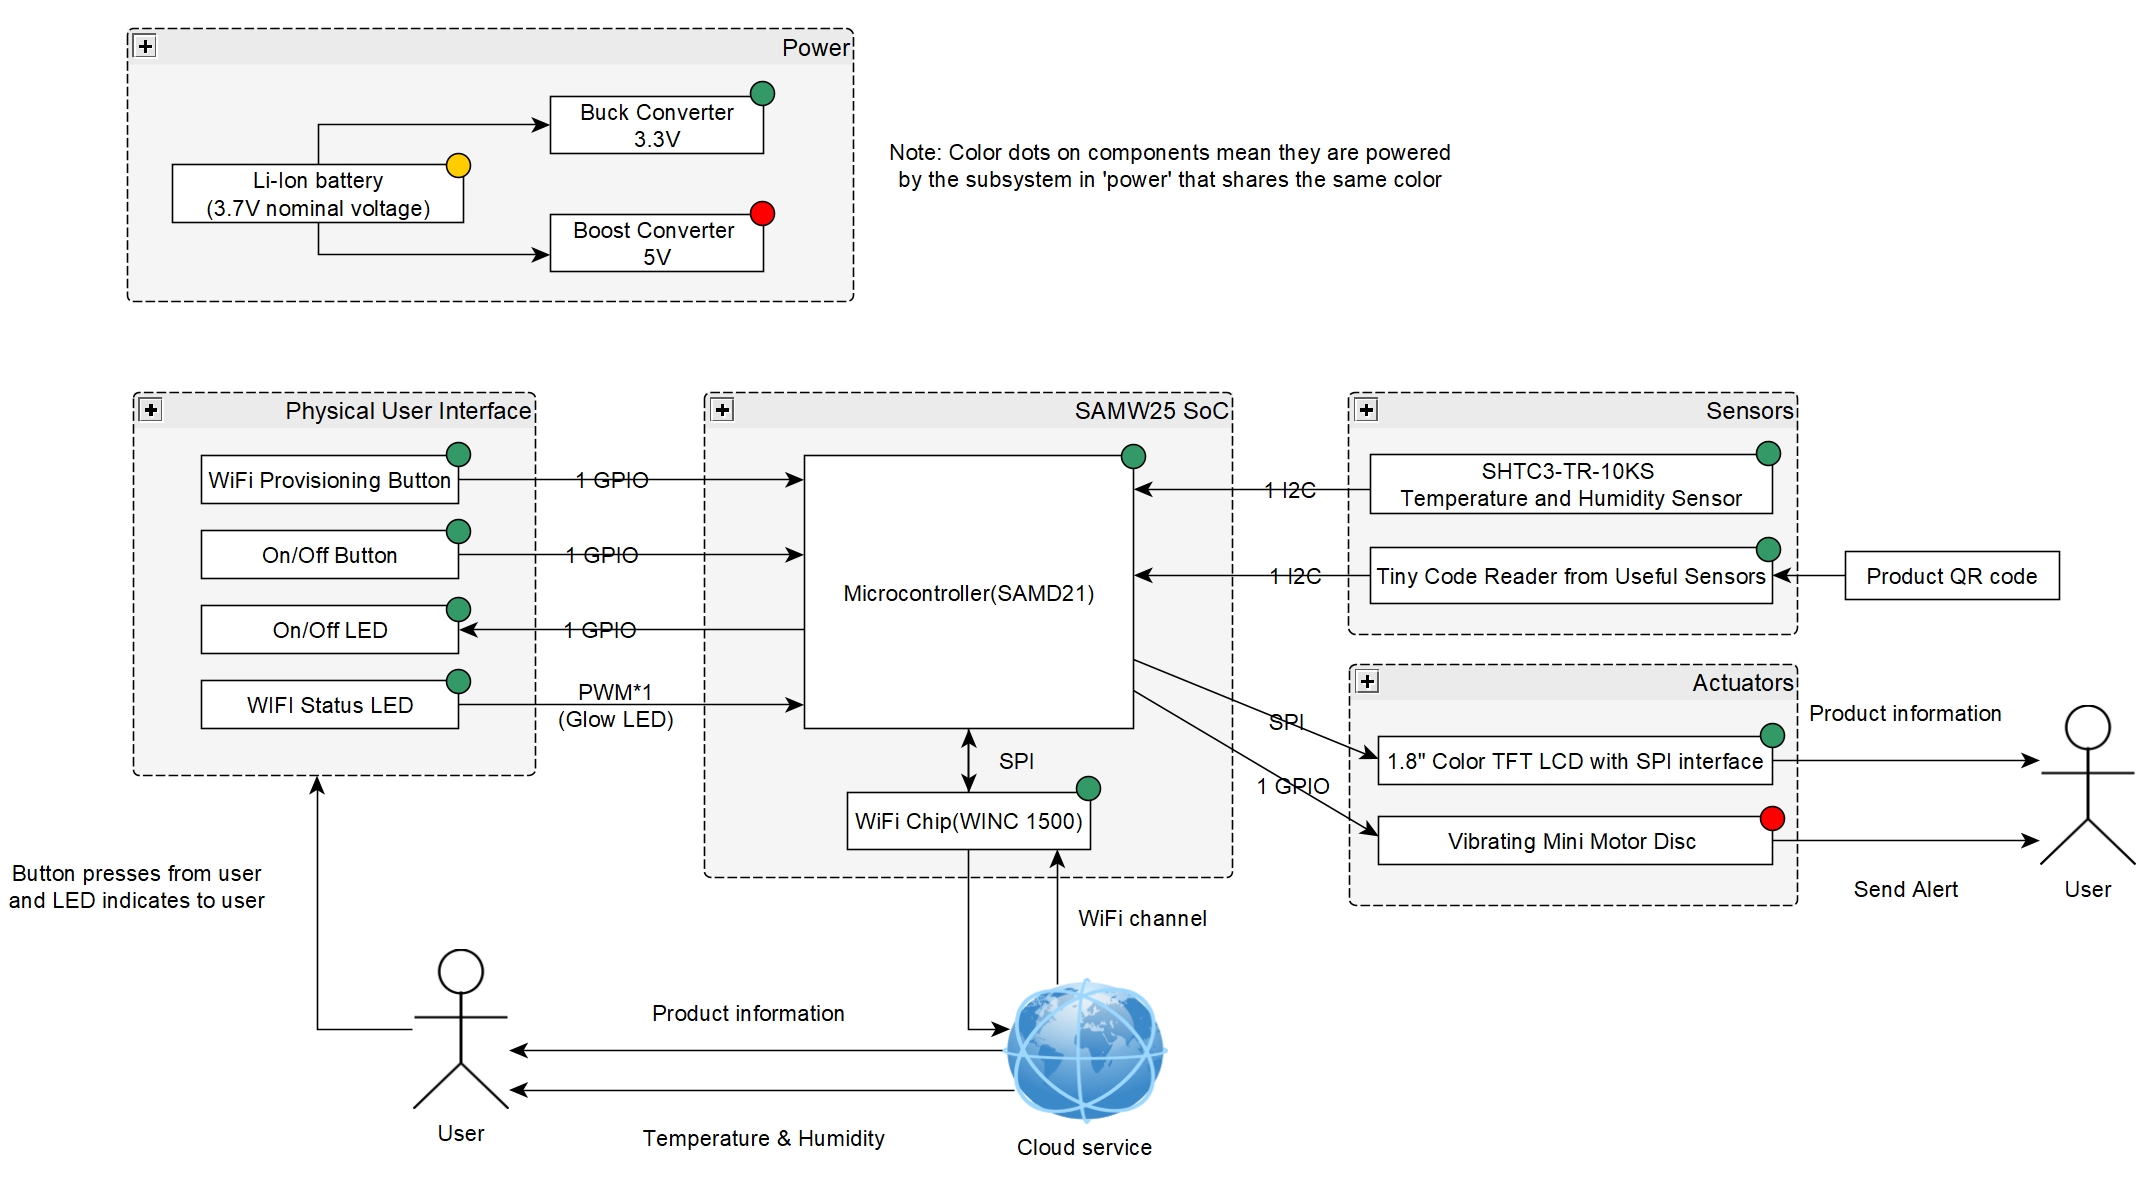 Power
Buck Converter
3.3V
Li-Ion battery
(3.7V nominal voltage)
Boost Converter
5V
Note: Color dots on components mean they are powered
by the subsystem in 'power' that shares the same color
Physical User Interface
WiFi Provisioning Button
On/Off Button
On/Off LED
WIFI Status LED
1 GPIO
1 GPIO
1 GPIO
PWM*1
(Glow LED)
SAMW25 SoC
Microcontroller(SAMD21)
SPI
WiFi Chip(WINC 1500)
1 I2C
1 I2C
SPI
1 GPIO
Sensors
SHTC3-TR-10KS
Temperature and Humidity Sensor
Tiny Code Reader from Useful Sensors
Product QR code
Actuators
1.8" Color TFT LCD with SPI interface
Vibrating Mini Motor Disc
Product information
Send Alert
User
Button presses from user
and LED indicates to user
WiFi channel
Product information
Temperature & Humidity
User
Cloud service